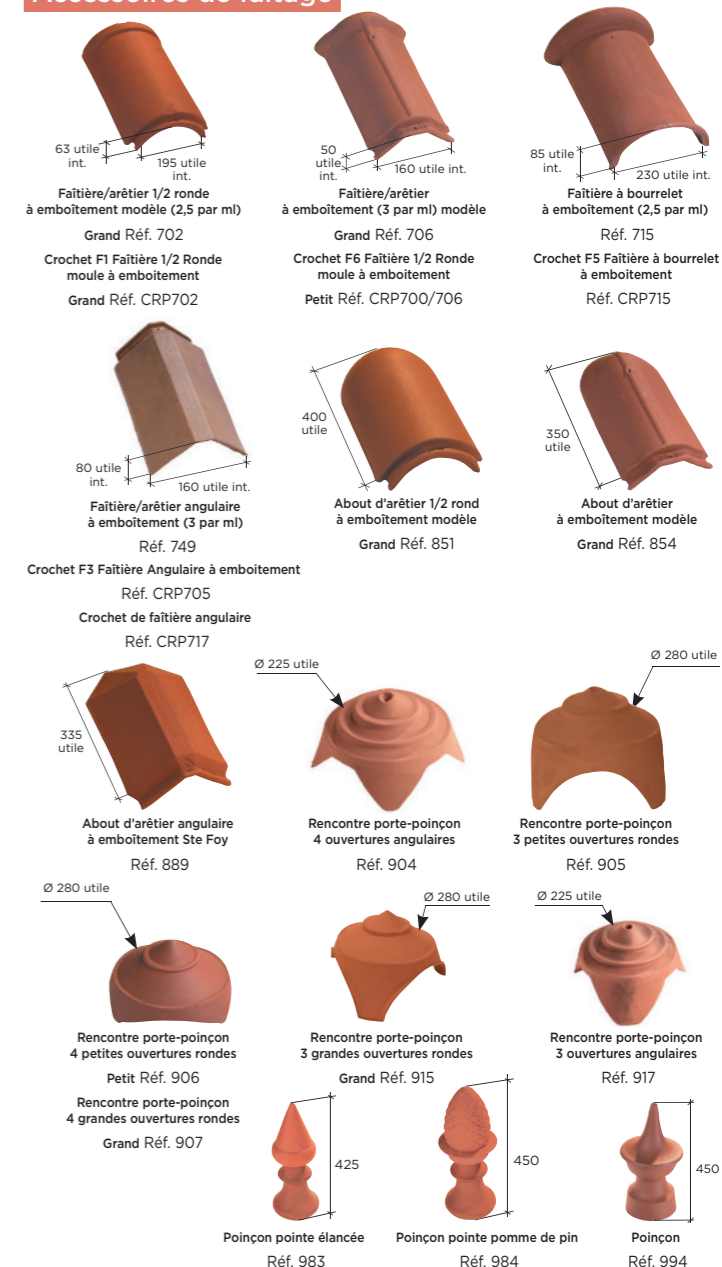 Accessoires de faîtage
63 utile
int.
195 utile
int.
Faîtière/arêtier 1/2 ronde
à emboîtement modèle (2,5 par ml)
Grand Réf. 702
Crochet F1 Faîtière 1/2 Ronde
moule à emboitement
Grand Réf. CRP702
50
utile
int.
160 utile int.
Faîtière/arêtier
à emboîtement (3 par ml) modèle
Grand Réf. 706
Crochet F6 Faîtière 1/2 Ronde
moule à emboitement
Petit Réf. CRP700/706
85 utile
int.
230 utile int.
Faîtière à bourrelet
à emboîtement (2,5 par ml)
Réf. 715
Crochet F5 Faîtière à bourrelet
à emboitement
Réf. CRP715
80 utile
int.
160 utile int.
Faîtière/arêtier angulaire
à emboîtement (3 par ml)
Réf. 749
Crochet F3 Faîtière Angulaire à emboitement
Réf. CRP705
Crochet de faîtière angulaire
Réf. CRP717
400
utile
About d'arêtier 1/2 rond
à emboîtement modèle
Grand Réf. 851
350
utile
About d'arêtier
à emboîtement modèle
Grand Réf. 854
335
utile
About d'arêtier angulaire
à emboîtement Ste Foy
Réf. 889
Ø 225 utile
Rencontre porte-poinçon
4 ouvertures angulaires
Réf. 904
Ø 280 utile
Rencontre porte-poinçon
3 petites ouvertures rondes
Réf. 905
Ø 280 utile
Rencontre porte-poinçon
4 petites ouvertures rondes
Petit Réf. 906
Rencontre porte-poinçon
4 grandes ouvertures rondes
Grand Réf. 907
Ø 280 utile
Rencontre porte-poinçon
3 grandes ouvertures rondes
Grand Réf. 915
Ø 225 utile
Rencontre porte-poinçon
3 ouvertures angulaires
Réf. 917
425
Poinçon pointe élancée
Réf. 983
450
Poinçon pointe pomme de pin
Réf. 984
450
Poinçon
Réf. 994